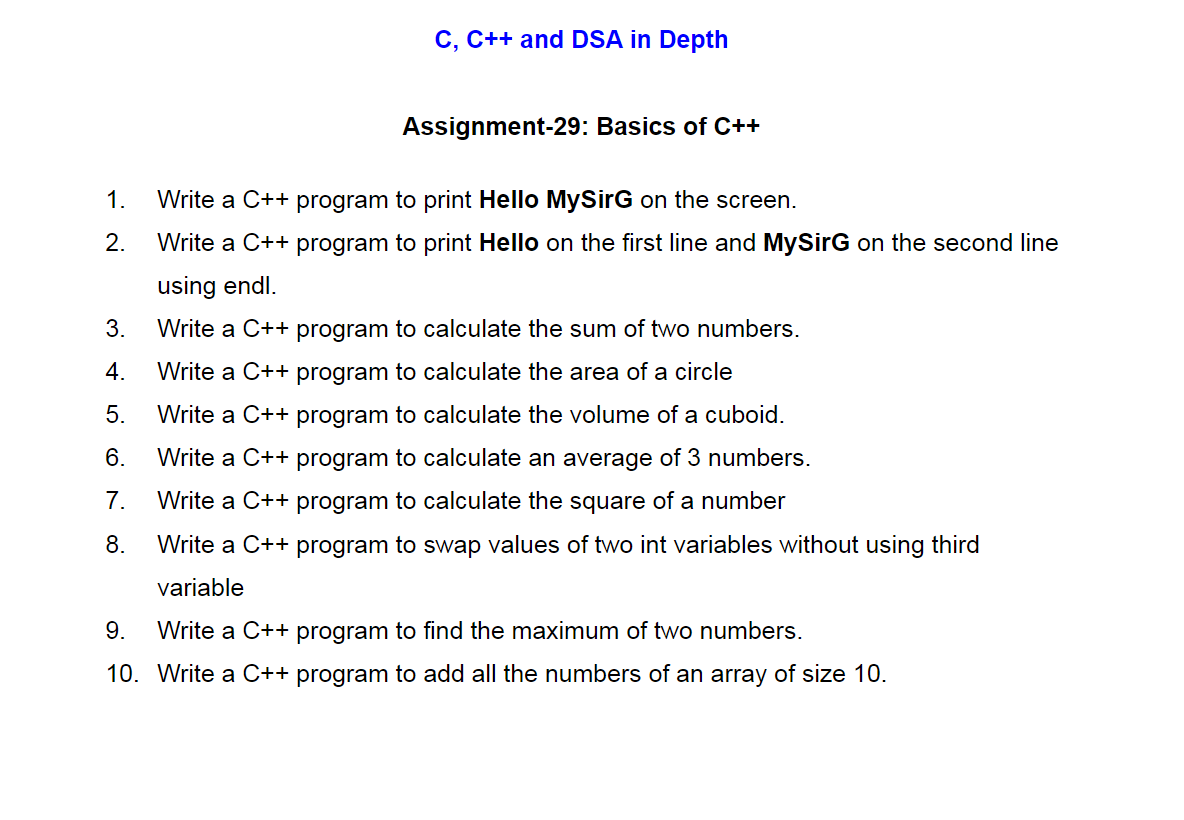 C, C++ and DSA in Depth
Assignment-29: Basics of C++
1. Write a C++ program to print Hello MySirG on the screen.
2. Write a C++ program to print Hello on the first line and MySirG on the second line
using endl.
3. Write a C++ program to calculate the sum of two numbers.
4. Write a C++ program to calculate the area of a circle
5. Write a C++ program to calculate the volume of a cuboid.
6. Write a C++ program to calculate an average of 3 numbers.
7. Write a C++ program to calculate the square of a number
8. Write a C++ program to swap values of two int variables without using third
variable
9. Write a C++ program to find the maximum of two numbers.
10. Write a C++ program to add all the numbers of an array of size 10.